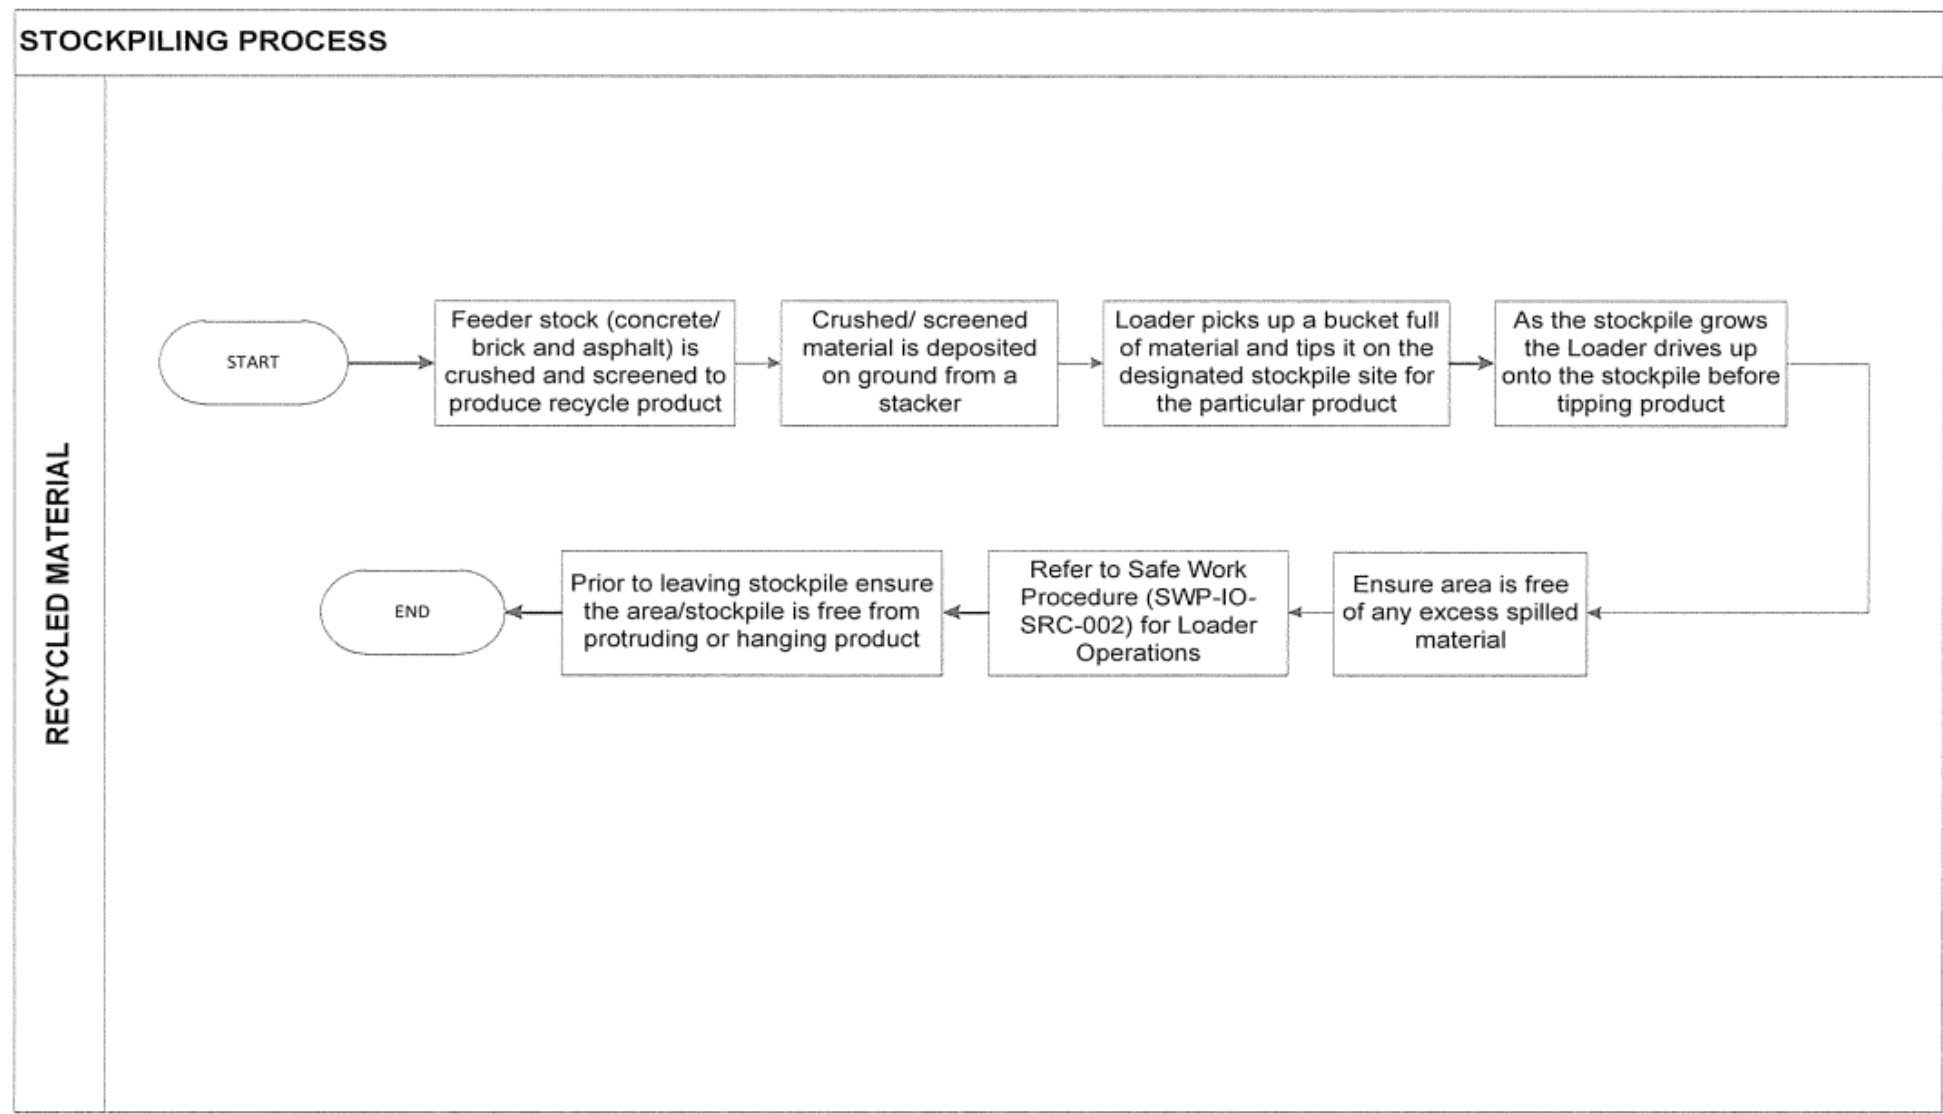 STOCKPILING PROCESS
RECYCLED MATERIAL
START
Feeder stock (concrete/
brick and asphalt) is
crushed and screened to
produce recycle product
Crushed/ screened
material is deposited
on ground from a
stacker
Loader picks up a bucket full
of material and tips it on the
designated stockpile site for
the particular product
As the stockpile grows
the Loader drives up
onto the stockpile before
tipping product
Ensure area is free
of any excess spilled
material
Refer to Safe Work
Procedure (SWP-IO-
SRC-002) for Loader
Operations
Prior to leaving stockpile ensure
the area/stockpile is free from
protruding or hanging product
END